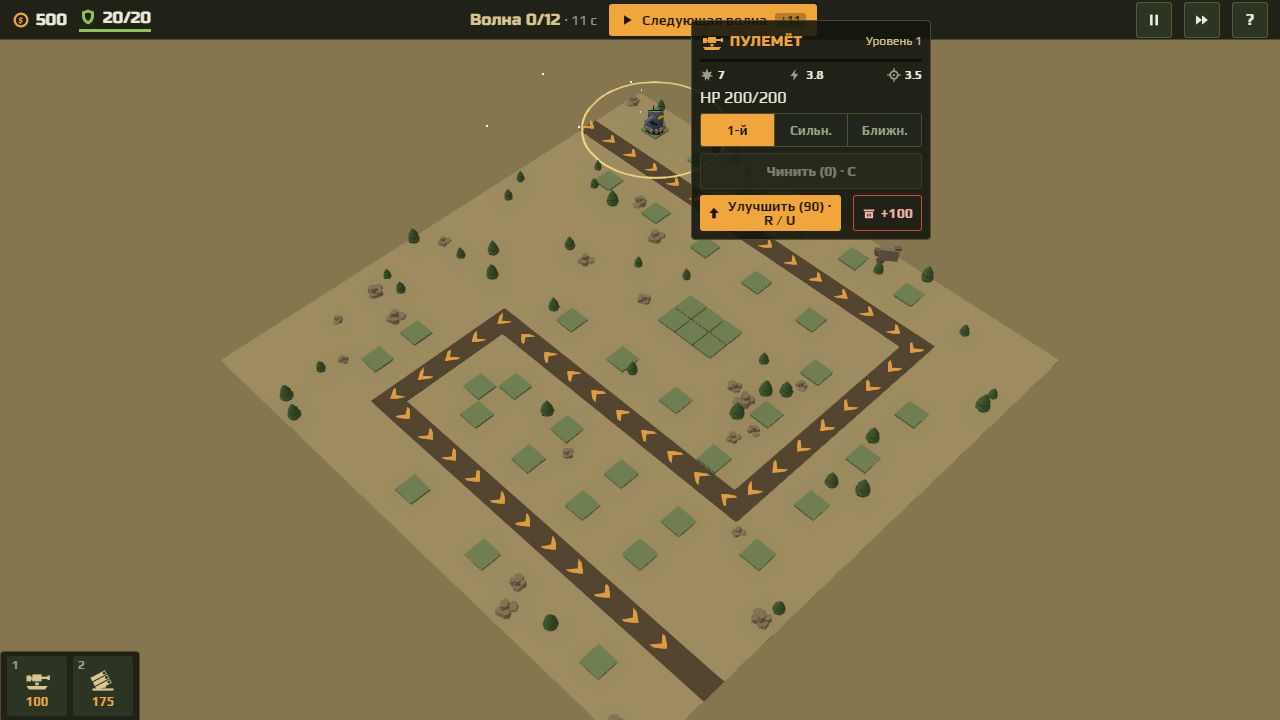 500
20/20
Волна 0/12 · 11 с
Следующая волна +11
?
ПУЛЕМЁТ
Уровень 1
7
3.8
3.5
HP 200/200
1-й
Сильн.
Ближн.
Чинить (0) · C
Улучшить (90) ·
R / U
+100
1
100
2
175